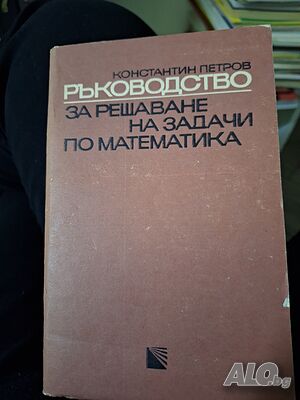 КОНСТАНТИН ПЕТРОВ
РЪКОВОДСТВО
ЗА РЕШАВАНЕ
НА ЗАДАЧИ
ПО МАТЕМАТИКА
ALO.bg